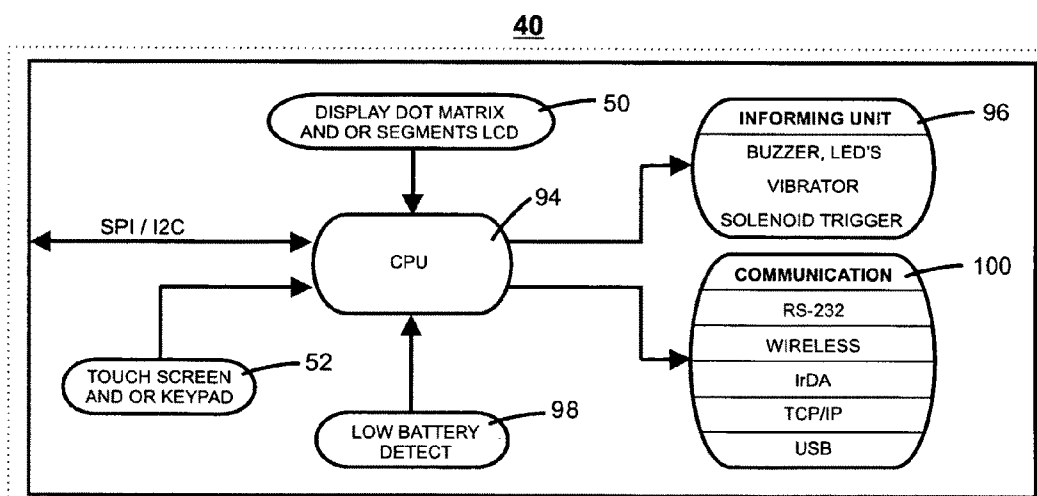 40
DISPLAY DOT MATRIX
AND OR SEGMENTS LCD
50
INFORMING UNIT
96
BUZZER, LED'S
VIBRATOR
SOLENOID TRIGGER
SPI / I2C
94
CPU
COMMUNICATION
100
RS-232
WIRELESS
IrDA
TCP/IP
USB
TOUCH SCREEN
AND OR KEYPAD
52
LOW BATTERY
DETECT
98